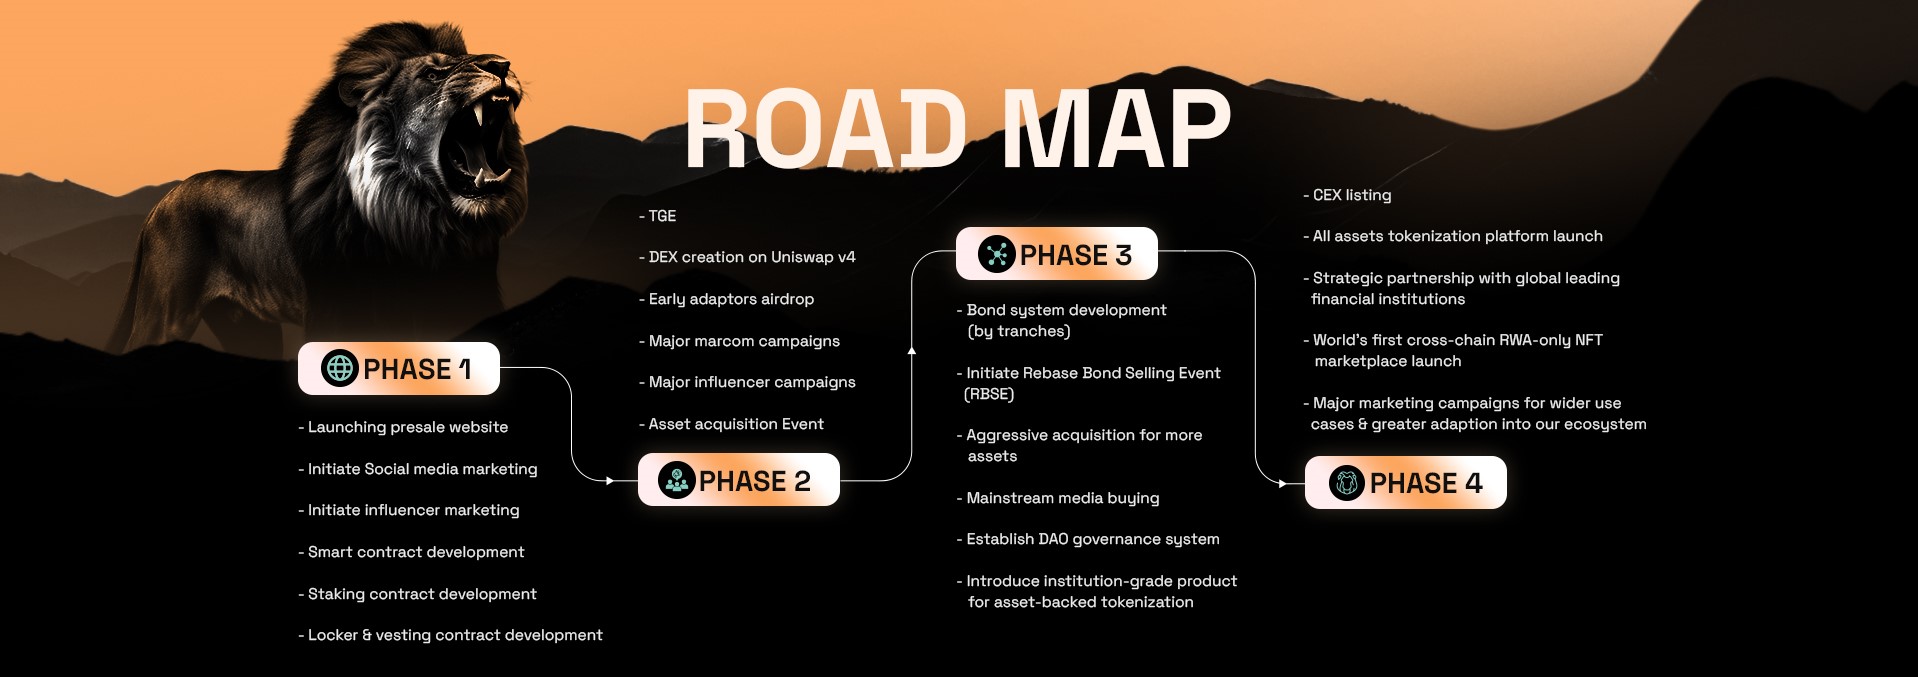 ROAD MAP
PHASE 1
- Launching presale website
- Initiate Social media marketing
- Initiate influencer marketing
- Smart contract development
- Staking contract development
- Locker & vesting contract development
- TGE
- DEX creation on Uniswap v4
- Early adaptors airdrop
- Major marcom campaigns
- Major influencer campaigns
- Asset acquisition Event
PHASE 2
PHASE 3
- Bond system development
(by tranches)
- Initiate Rebase Bond Selling Event
(RBSE)
- Aggressive acquisition for more
assets
- Mainstream media buying
- Establish DAO governance system
- Introduce institution-grade product
for asset-backed tokenization
- CEX listing
- All assets tokenization platform launch
- Strategic partnership with global leading
financial institutions
- World's first cross-chain RWA-only NFT
marketplace launch
- Major marketing campaigns for wider use
cases & greater adaption into our ecosystem
PHASE 4